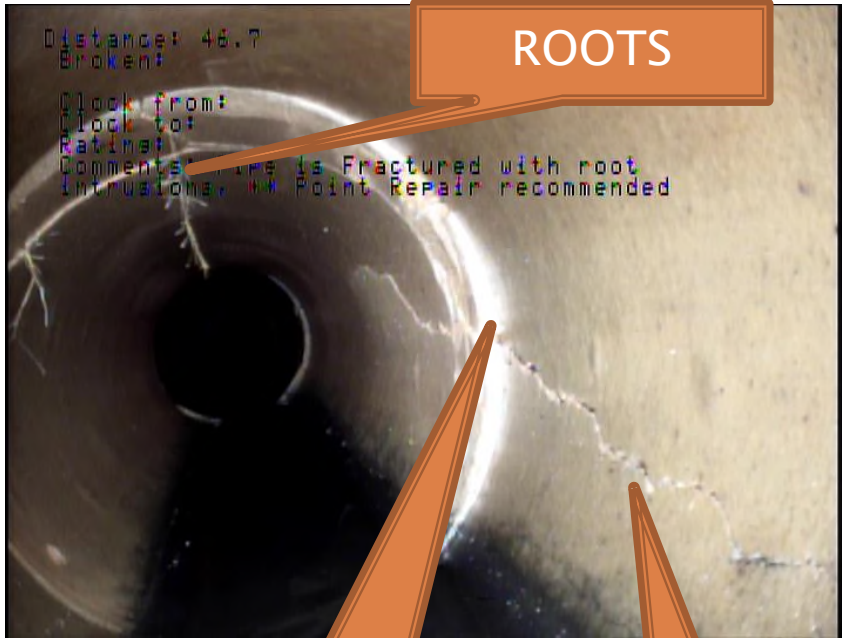 Distance: 46.7
Broken:
ROOTS
Clock from:
Clock to:
Rating:
Comments: Pipe is Fractured with root
intrusions, ** Point Repair recommended